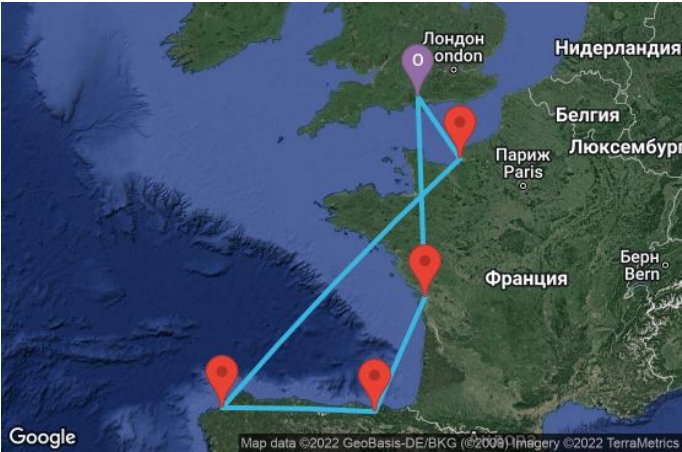 Лондон
London
Нидерландия
O
Белгия
Люксембург
Париж
Paris
Берн
Bern
Франция
Google
Map data ©2022 GeoBasis-DE/BKG (©2009) Imagery ©2022 TerraMetrics